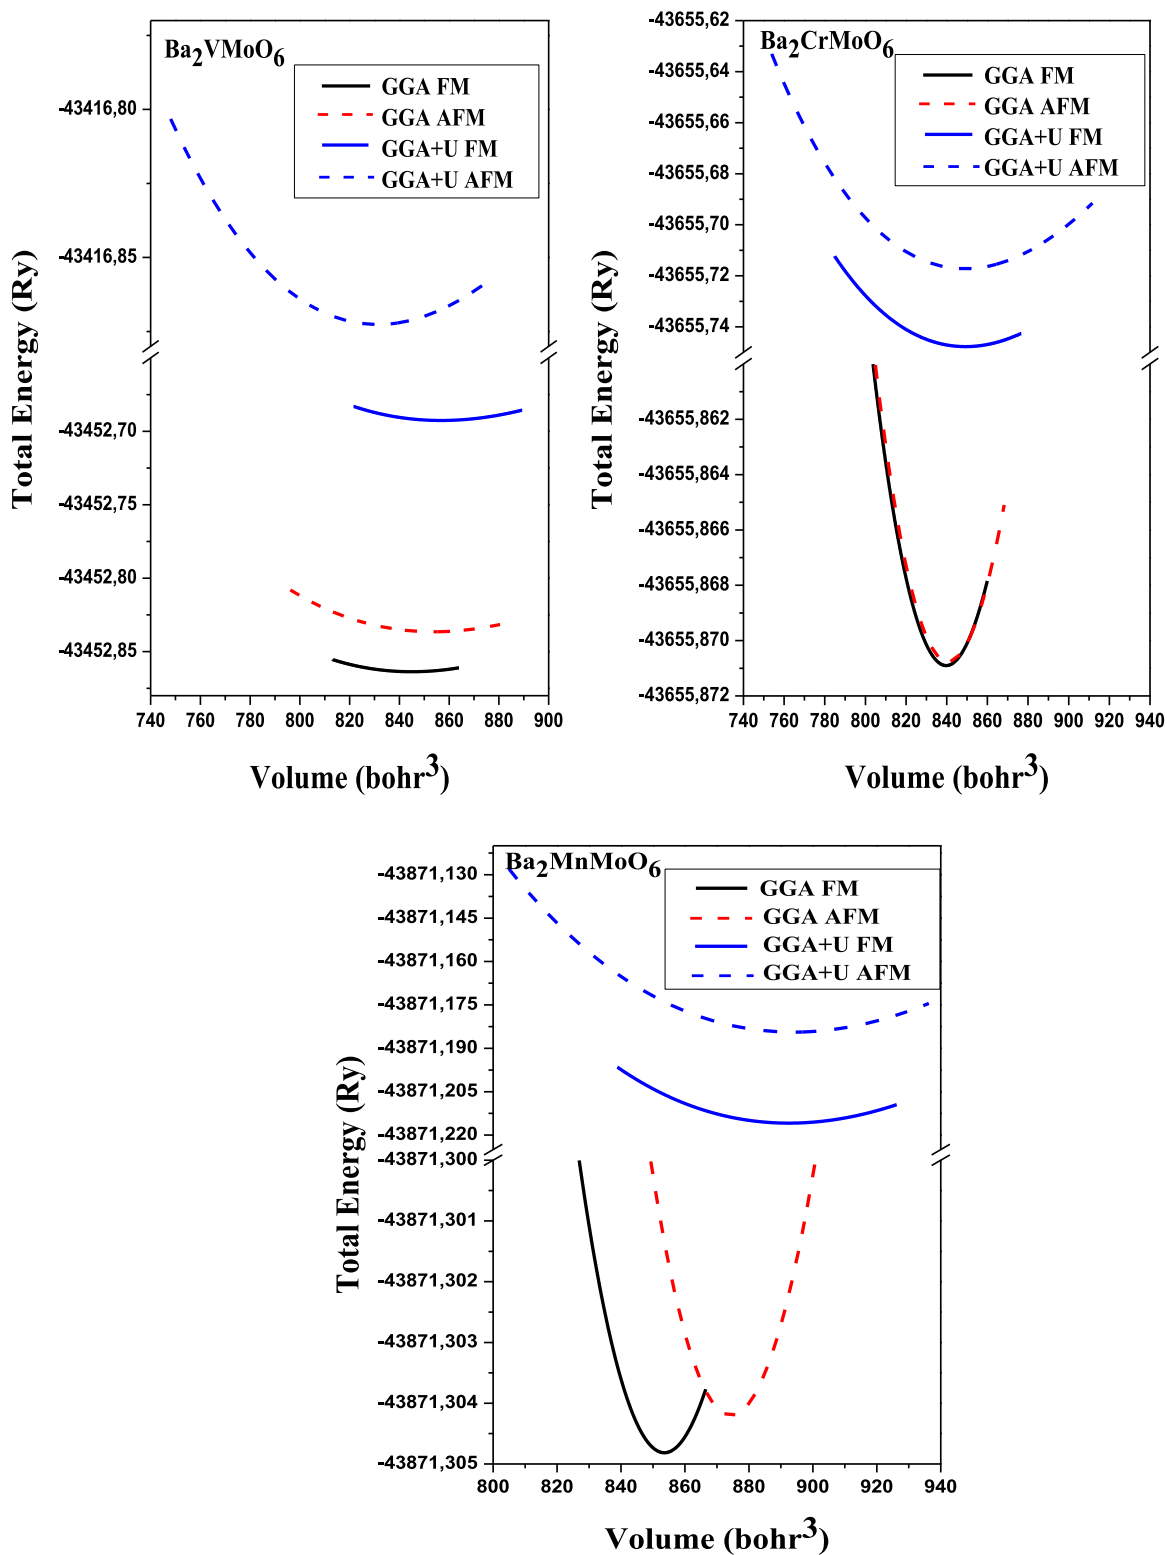 Ba2VMoO6
GGA FM
GGA AFM
GGA+U FM
GGA+U AFM
-43416,80
-43416,85
-43452,70
-43452,75
-43452,80
-43452,85
740 760 780 800 820 840 860 880 900
Total Energy (Ry)
Volume (bohr3)
Ba2CrMoO6
GGA FM
GGA AFM
GGA+U FM
GGA+U AFM
-43655,62
-43655,64
-43655,66
-43655,68
-43655,70
-43655,72
-43655,74
-43655,862
-43655,864
-43655,866
-43655,868
-43655,870
-43655,872
740 760 780 800 820 840 860 880 900 920 940
Total Energy (Ry)
Volume (bohr3)
Ba2MnMoO6
GGA FM
GGA AFM
GGA+U FM
GGA+U AFM
-43871,130
-43871,145
-43871,160
-43871,175
-43871,190
-43871,205
-43871,220
-43871,300
-43871,301
-43871,302
-43871,303
-43871,304
-43871,305
800 820 840 860 880 900 920 940
Total Energy (Ry)
Volume (bohr3)